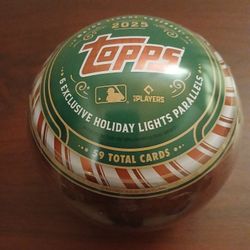 2025
Topps
PLAYERS
6 EXCLUSIVE HOLIDAY LIGHTS PARALLELS
59 TOTAL CARDS